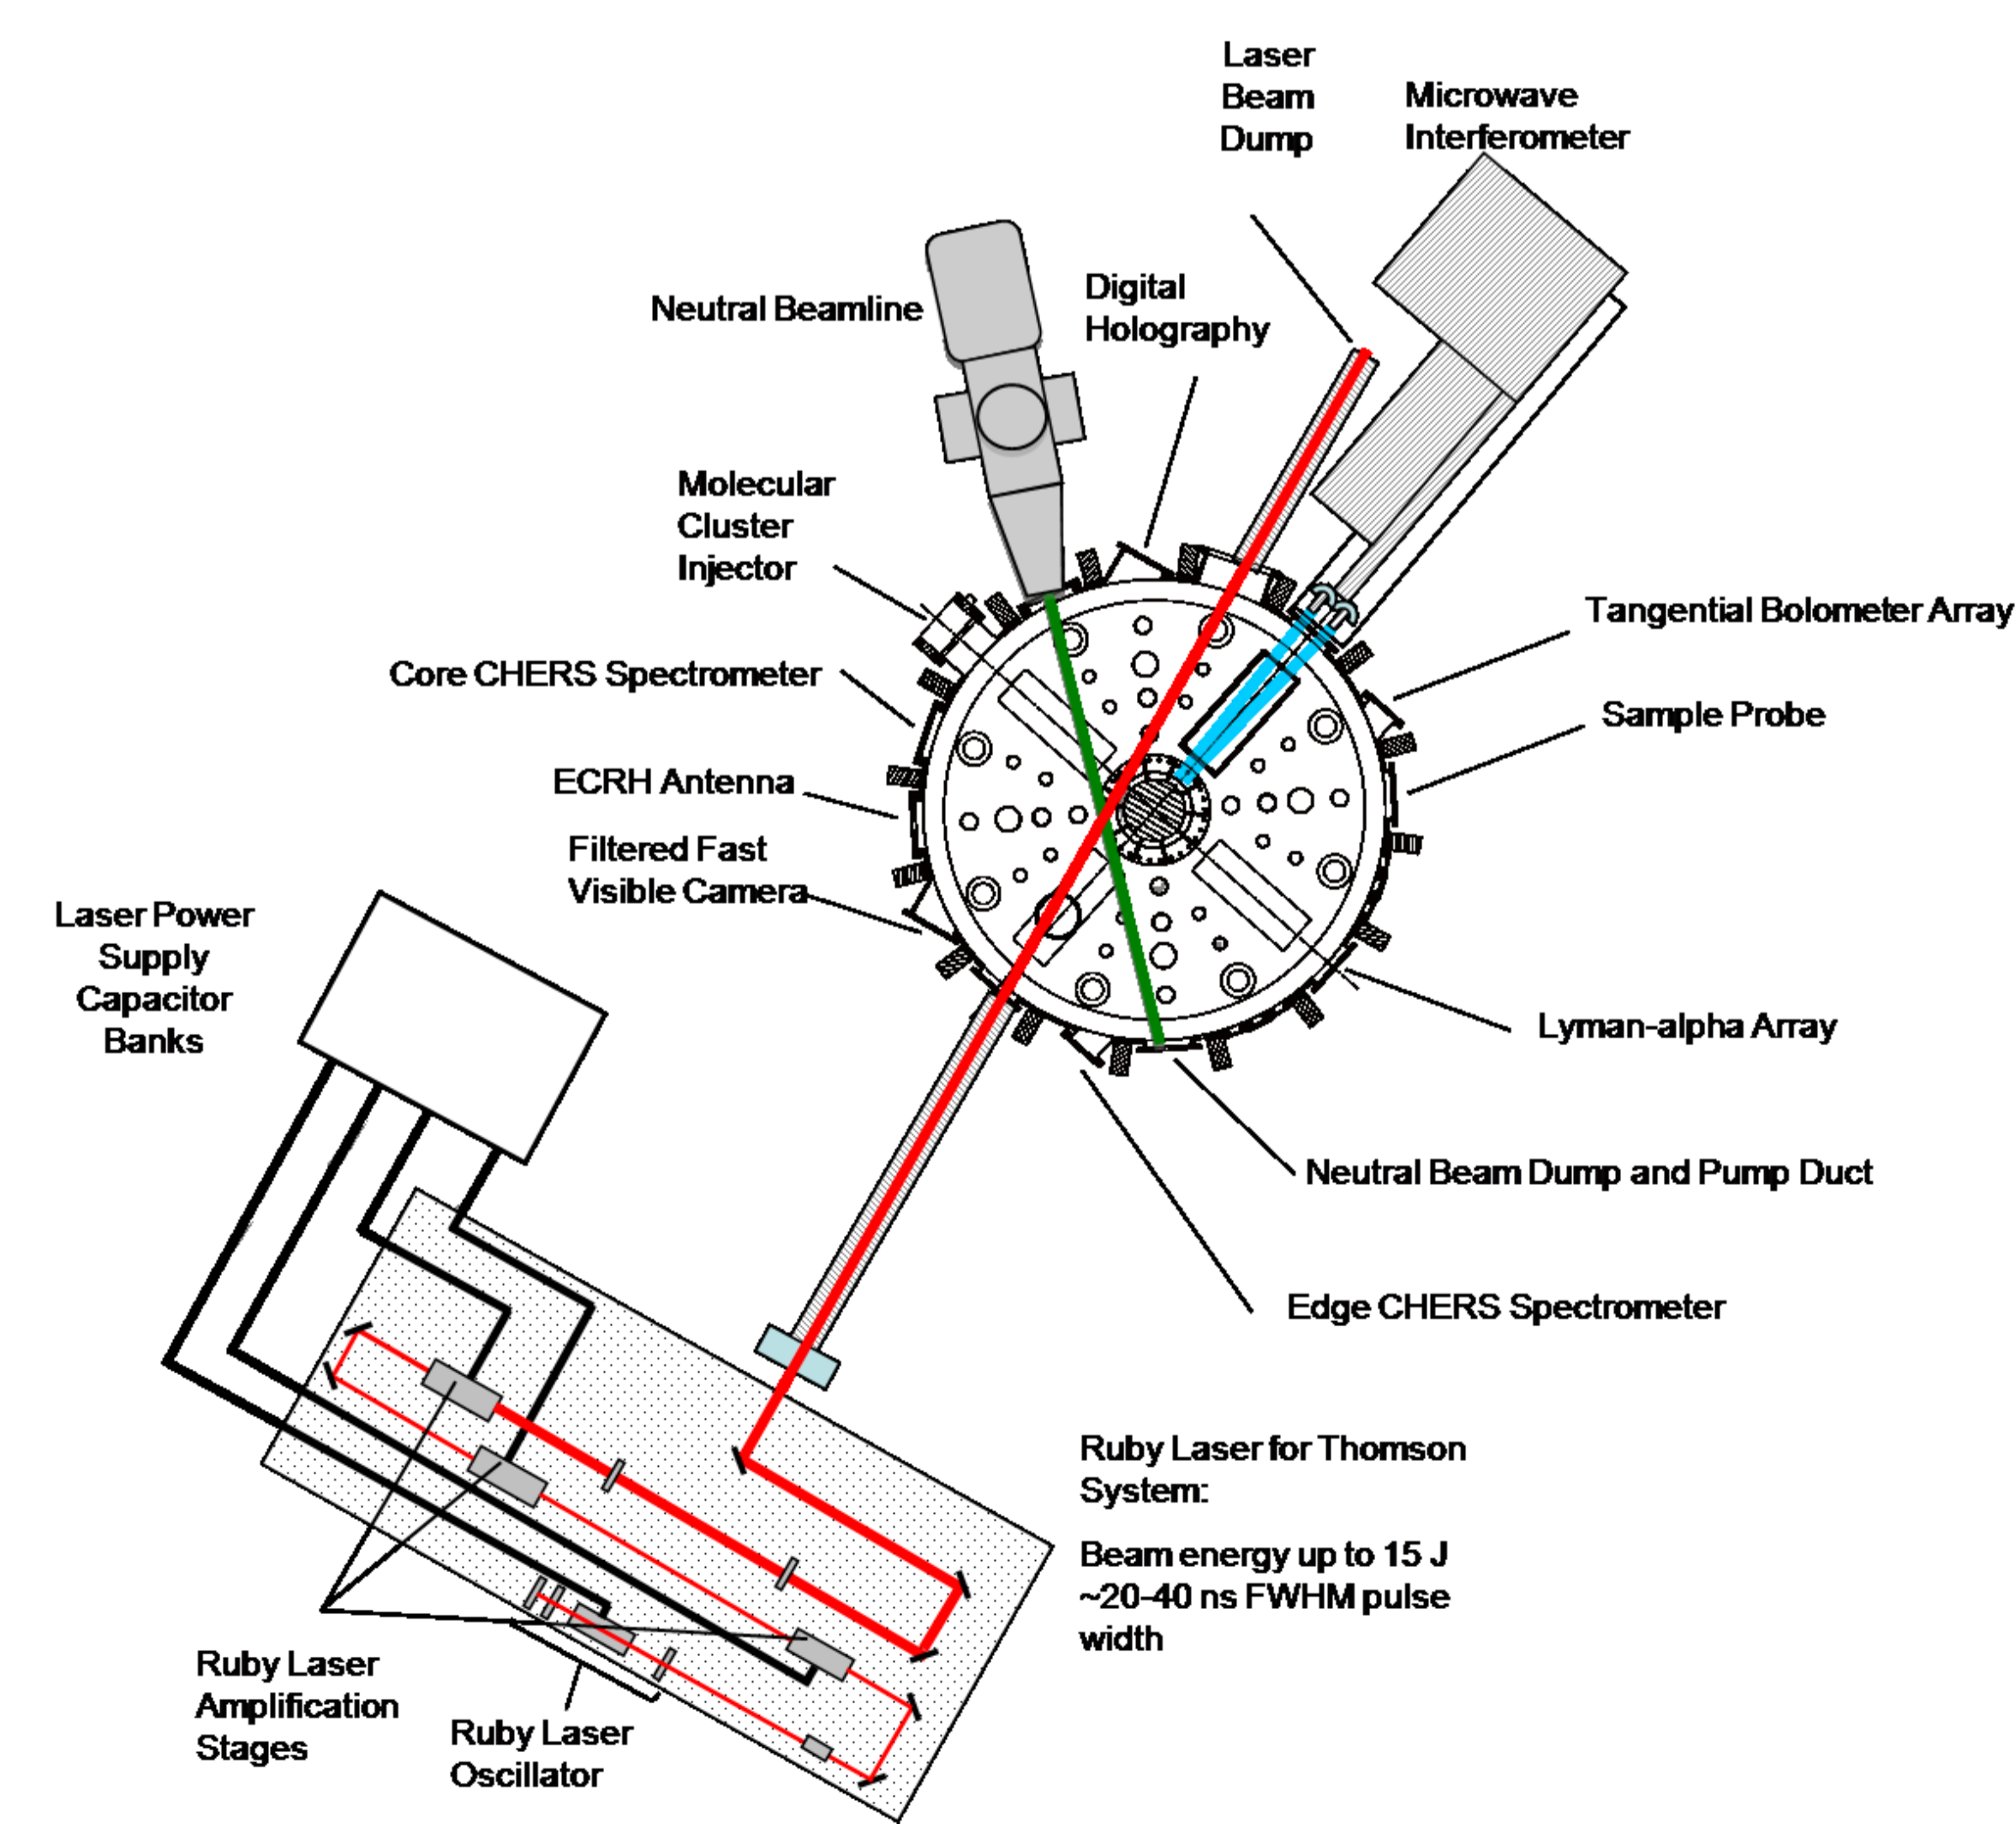 Laser
Beam
Dump
Microwave
Interferometer
Neutral Beamline
Digital
Holography
Molecular
Cluster
Injector
Tangential Bolometer Array
Core CHERS Spectrometer
Sample Probe
ECRH Antenna
Filtered Fast
Visible Camera
Laser Power
Supply
Capacitor
Banks
Lyman-alpha Array
Neutral Beam Dump and Pump Duct
Edge CHERS Spectrometer
Ruby Laser for Thomson
System:
Beam energy up to 15 J
~20-40 ns FWHM pulse
width
Ruby Laser
Amplification
Stages
Ruby Laser
Oscillator